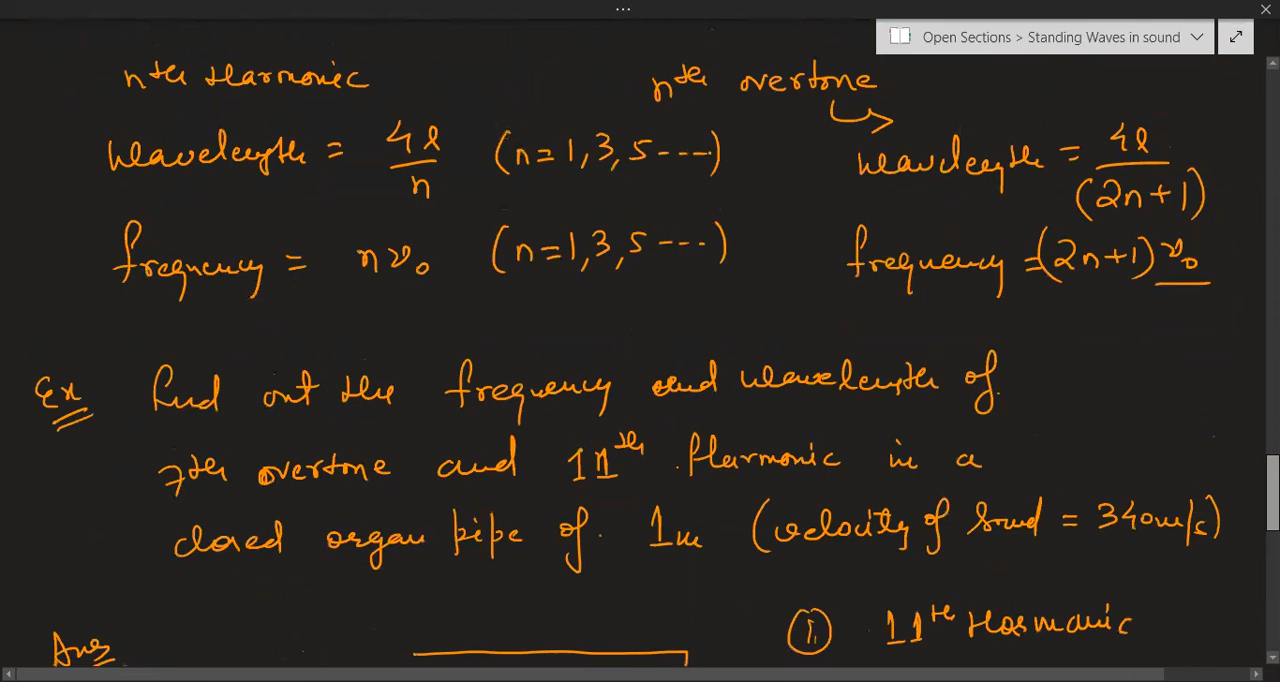 ...
Open Sections > Standing Waves in sound
nth Harmonic
wavelength = 4l/n (n=1,3,5----)
frequency = nν₀ (n=1,3,5---)
nth overtone
wavelength = 4l/(2n+1)
frequency =(2n+1)ν₀
Ex Find out the frequency and wavelength of
7th overtone and 11th Harmonic in a
closed organ pipe of. 1m (velocity of sound = 340m/s)
Ans
(i) 11th Harmonic